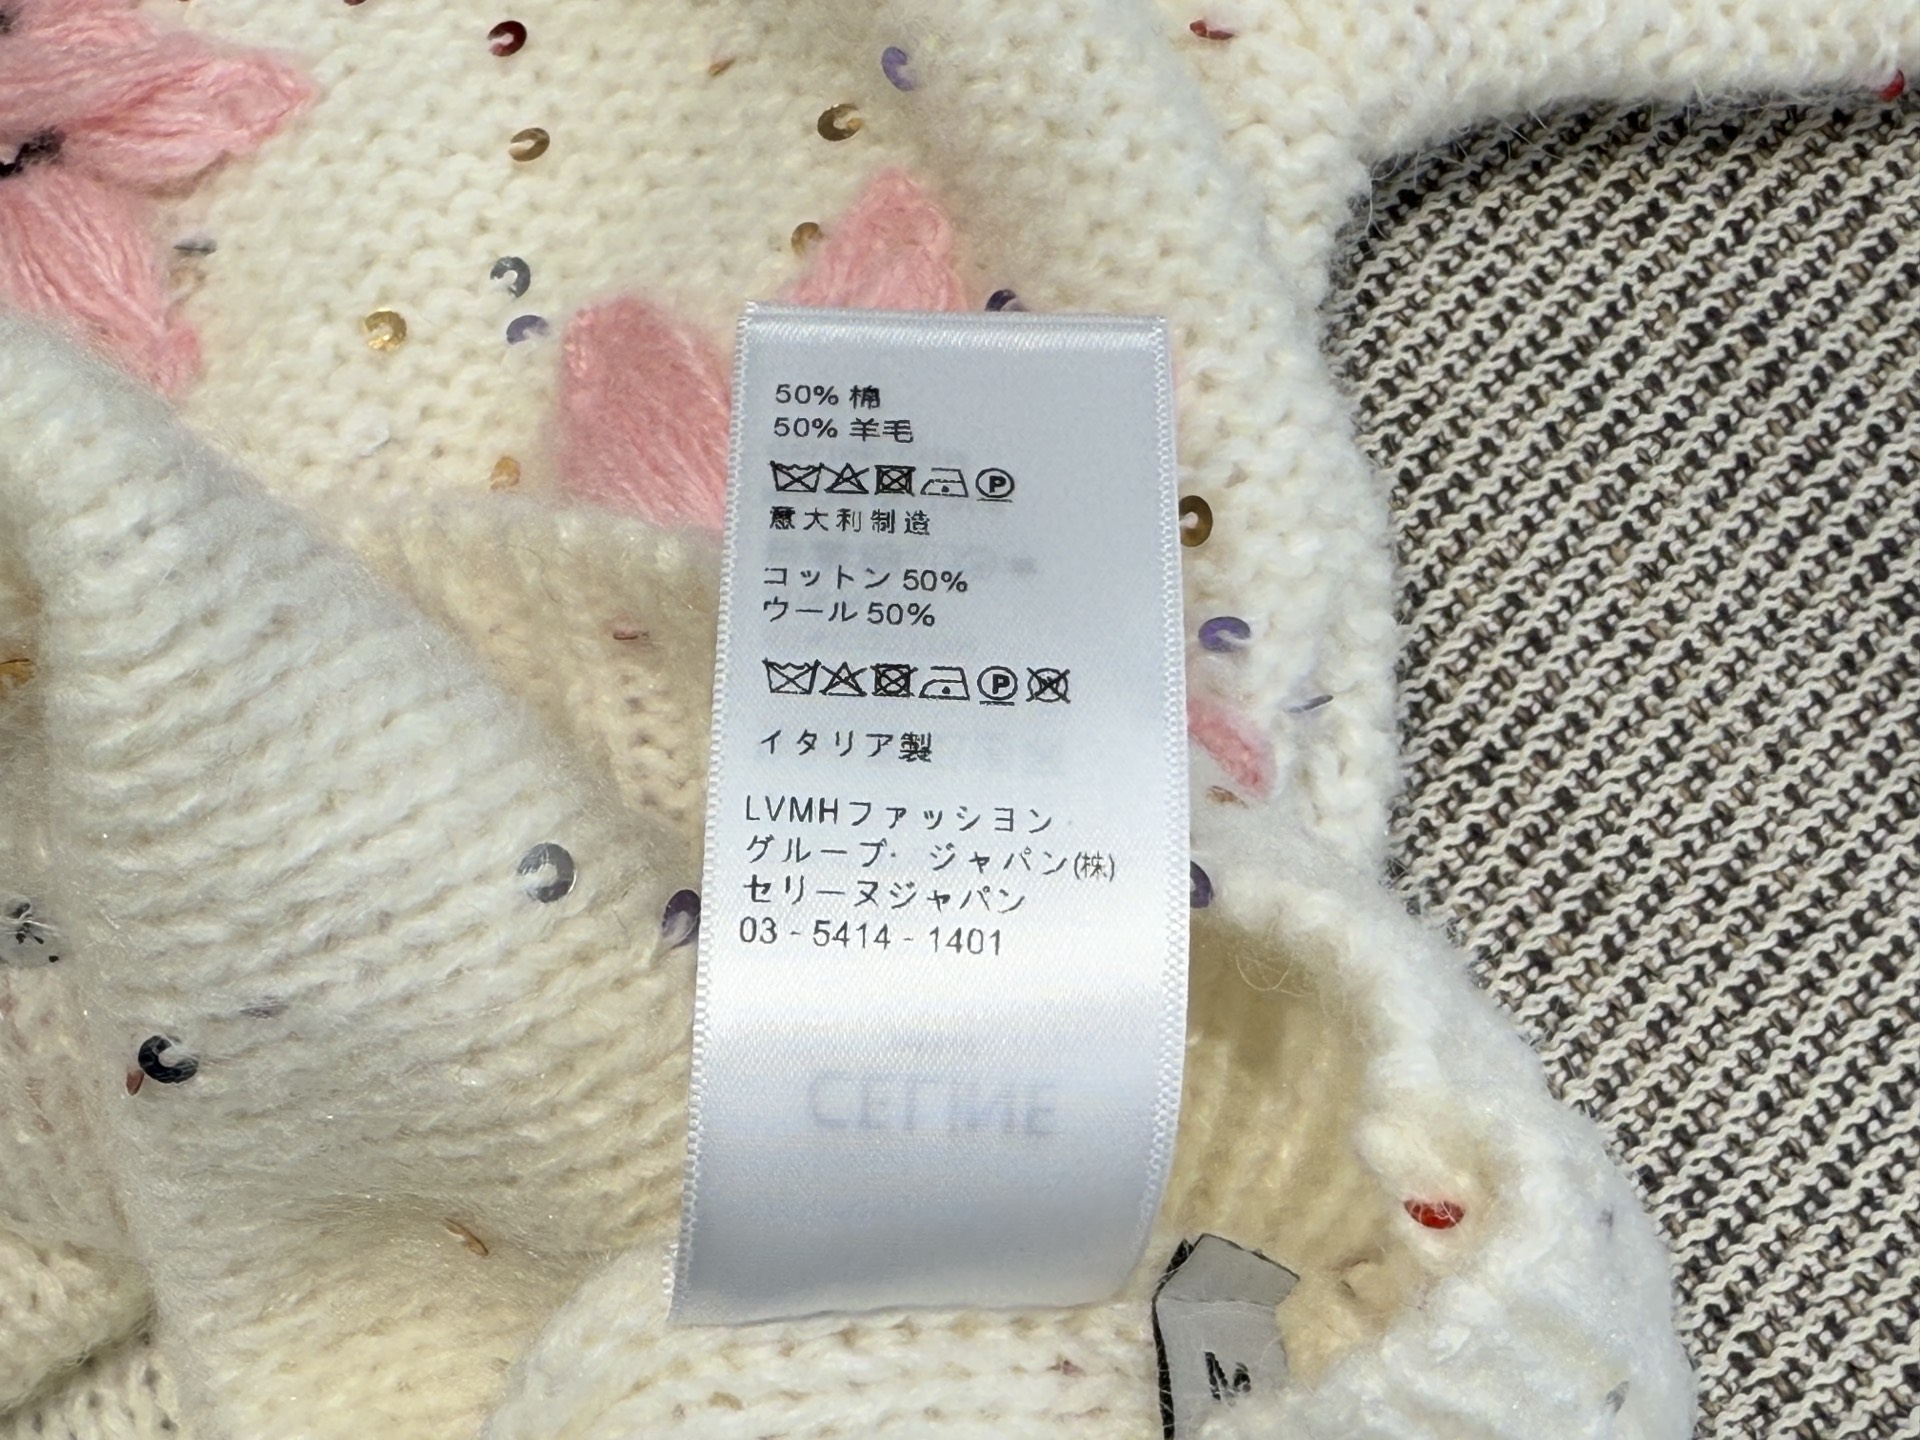 50% 棉
50% 羊毛
P
意大利制造
コットン 50%
ウール 50%
P W
イタリア製
LVMHファッション
グループ・ジャパン(株)
セリーヌジャパン
03 - 5414 - 1401
CELINE
M